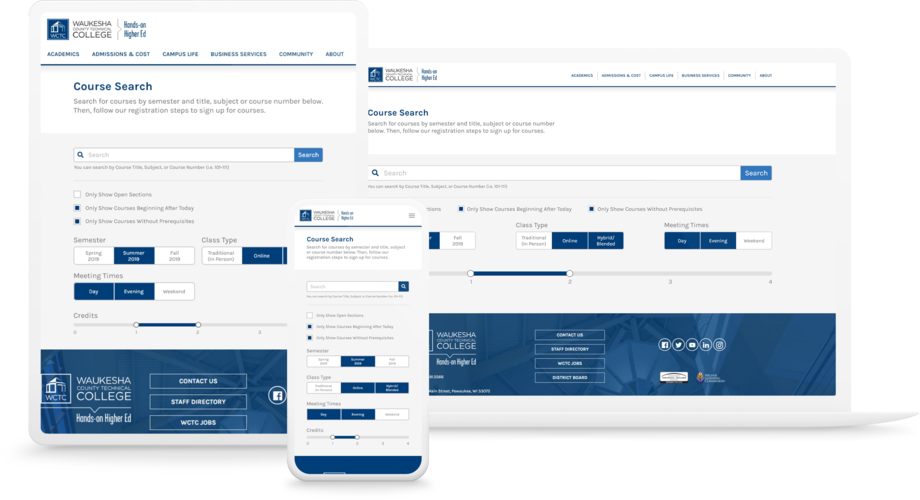 WAUKESHA
COUNTY TECHNICAL
COLLEGE
WCTC
Hands-on
Higher Ed
ACADEMICS
ADMISSIONS & COST
CAMPUS LIFE
BUSINESS SERVICES
COMMUNITY
ABOUT
Course Search
Search for courses by semester and title, subject or course number below.
Then, follow our registration steps to sign up for courses.
Search
Search
You can search by Course Title, Subject, or Course Number (i.e. 101-111)
Only Show Open Sections
Only Show Courses Beginning After Today
Only Show Courses Without Prerequisites
Semester
Class Type
Spring
2019
Summer
2019
Fall
2019
Traditional
(In Person)
Online
Meeting Times
Day
Evening
Weekend
Credits
0
1
2
3
WCTC
WAUKESHA
COUNTY TECHNICAL
COLLEGE
Hands-on Higher Ed
CONTACT US
STAFF DIRECTORY
WCTC JOBS
WAUKESHA
COUNTY TECHNICAL
COLLEGE
Hands-on
Higher Ed
ACADEMICS
ADMISSIONS & COST
CAMPUS LIFE
BUSINESS SERVICES
COMMUNITY
ABOUT
Course Search
Search for courses by semester and title, subject or course number
below. Then, follow our registration steps to sign up for courses.
Search
Search
You can search by Course Title, Subject, or Course Number (i.e. 101-111)
ctions
Only Show Courses Beginning After Today
Only Show Courses Without Prerequisites
Class Type
Meeting Times
Fall
2019
Traditional
(In Person)
Online
Hybrid/
Blended
Day
Evening
Weekend
1
2
3
4
WAUKESHA
COUNTY TECHNICAL
COLLEGE
Hands-on Higher Ed
Main Street, Pewaukee, WI 53072
CONTACT US
STAFF DIRECTORY
WCTC JOBS
DISTRICT BOARD
WAUKESHA
COUNTY TECHNICAL
COLLEGE
Hands-on
Higher Ed
Course Search
Search for courses by semester and title, subject
or course number below. Then, follow our
registration steps to sign up for courses.
Search
You can search by Course Title, Subject, or Course Number (i.e. 101-111)
Only Show Open Sections
Only Show Courses Beginning After Today
Only Show Courses Without Prerequisites
Semester
Spring
2019
Summer
2019
Fall
2019
Class Type
Traditional
(In Person)
Online
Hybrid/
Blended
Meeting Times
Day
Evening
Weekend
Credits
0
1
2
3
4